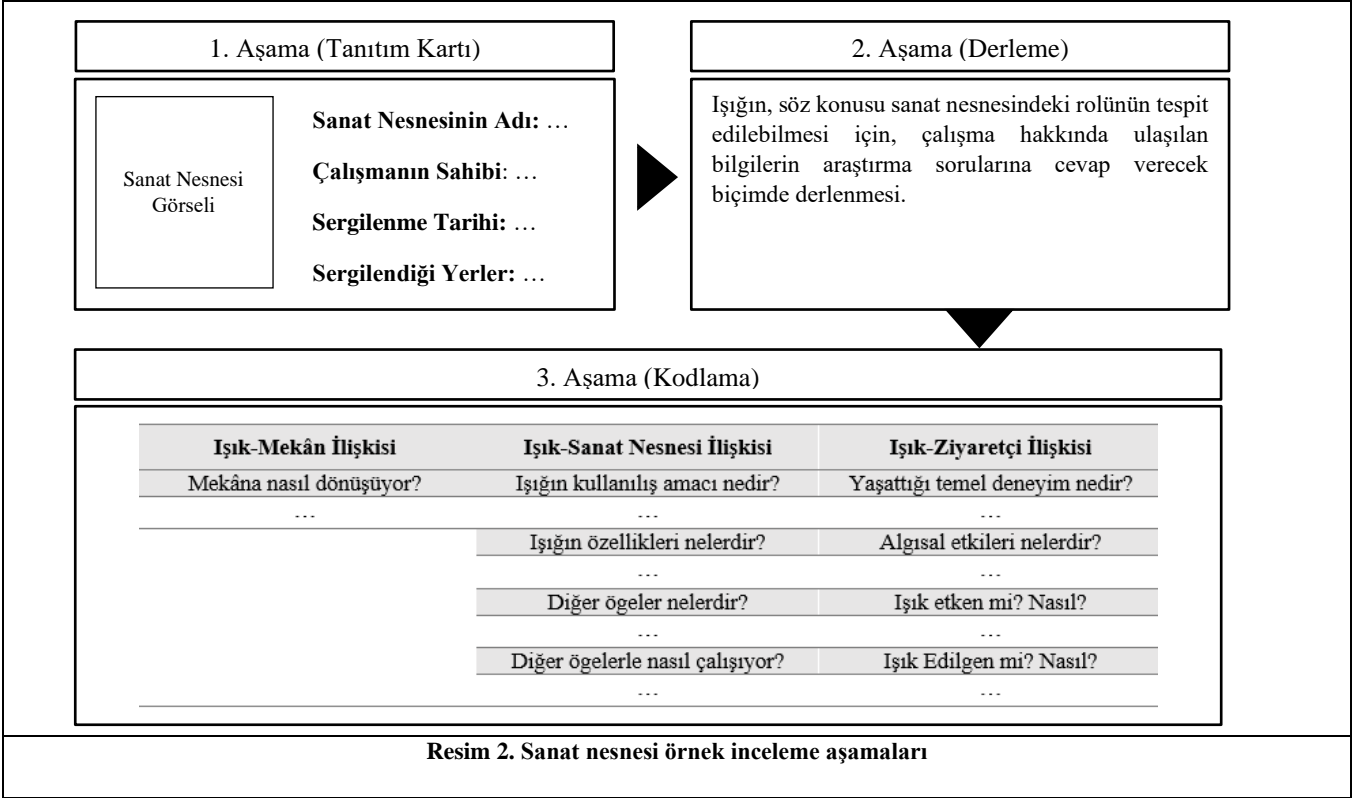 1. Aşama (Tanıtım Kartı)
Sanat Nesnesi
Görseli
Sanat Nesnesinin Adı: …
Çalışmanın Sahibi: …
Sergilenme Tarihi: …
Sergilendiği Yerler: …
2. Aşama (Derleme)
Işığın, söz konusu sanat nesnesindeki rolünün tespit
edilebilmesi için, çalışma hakkında ulaşılan
bilgilerin araştırma sorularına cevap verecek
biçimde derlenmesi.
3. Aşama (Kodlama)
Işık-Mekân İlişkisi Işık-Sanat Nesnesi İlişkisi Işık-Ziyaretçi İlişkisi
Mekâna nasıl dönüşüyor? Işığın kullanılış amacı nedir? Yaşattığı temel deneyim nedir?
… … …
Işığın özellikleri nelerdir? Algısal etkileri nelerdir?
… …
Diğer ögeler nelerdir? Işık etken mi? Nasıl?
… …
Diğer ögelerle nasıl çalışıyor? Işık Edilgen mi? Nasıl?
… …
Resim 2. Sanat nesnesi örnek inceleme aşamaları